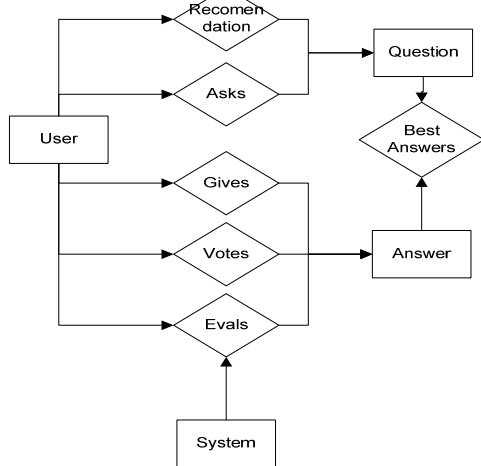 Recomen
dation
Question
Asks
User
Best
Answers
Gives
Votes
Answer
Evals
System